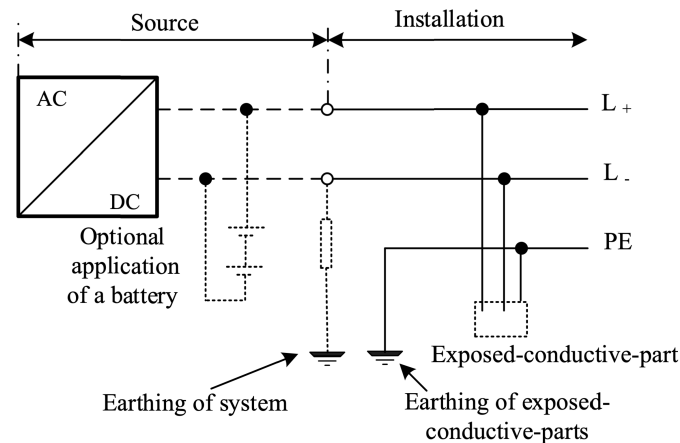 Source
Installation
AC
DC
L +
L -
PE
Optional
application
of a battery
Exposed-conductive-part
Earthing of system
Earthing of exposed-
conductive-parts